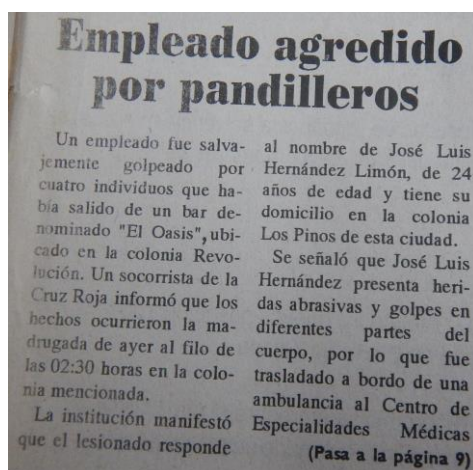 Empleado agredido
por pandilleros
Un empleado fue salva-
jemente golpeado por
cuatro individuos que ha-
bía salido de un bar de-
nominado "El Oasis", ubi-
cado en la colonia Revo-
lución. Un socorrista de la
Cruz Roja informó que los
hechos ocurrieron la ma-
drugada de ayer al filo de
las 02:30 horas en la colo-
nia mencionada.
La institución manifestó
que el lesionado responde
al nombre de José Luis
Hernández Limón, de 24
años de edad y tiene su
domicilio en la colonia
Los Pinos de esta ciudad.
Se señaló que José Luis
Hernández presenta heri-
das abrasivas y golpes en
diferentes partes del
cuerpo, por lo que fue
trasladado a bordo de una
ambulancia al Centro de
Especialidades Médicas
(Pasa a la página 9)